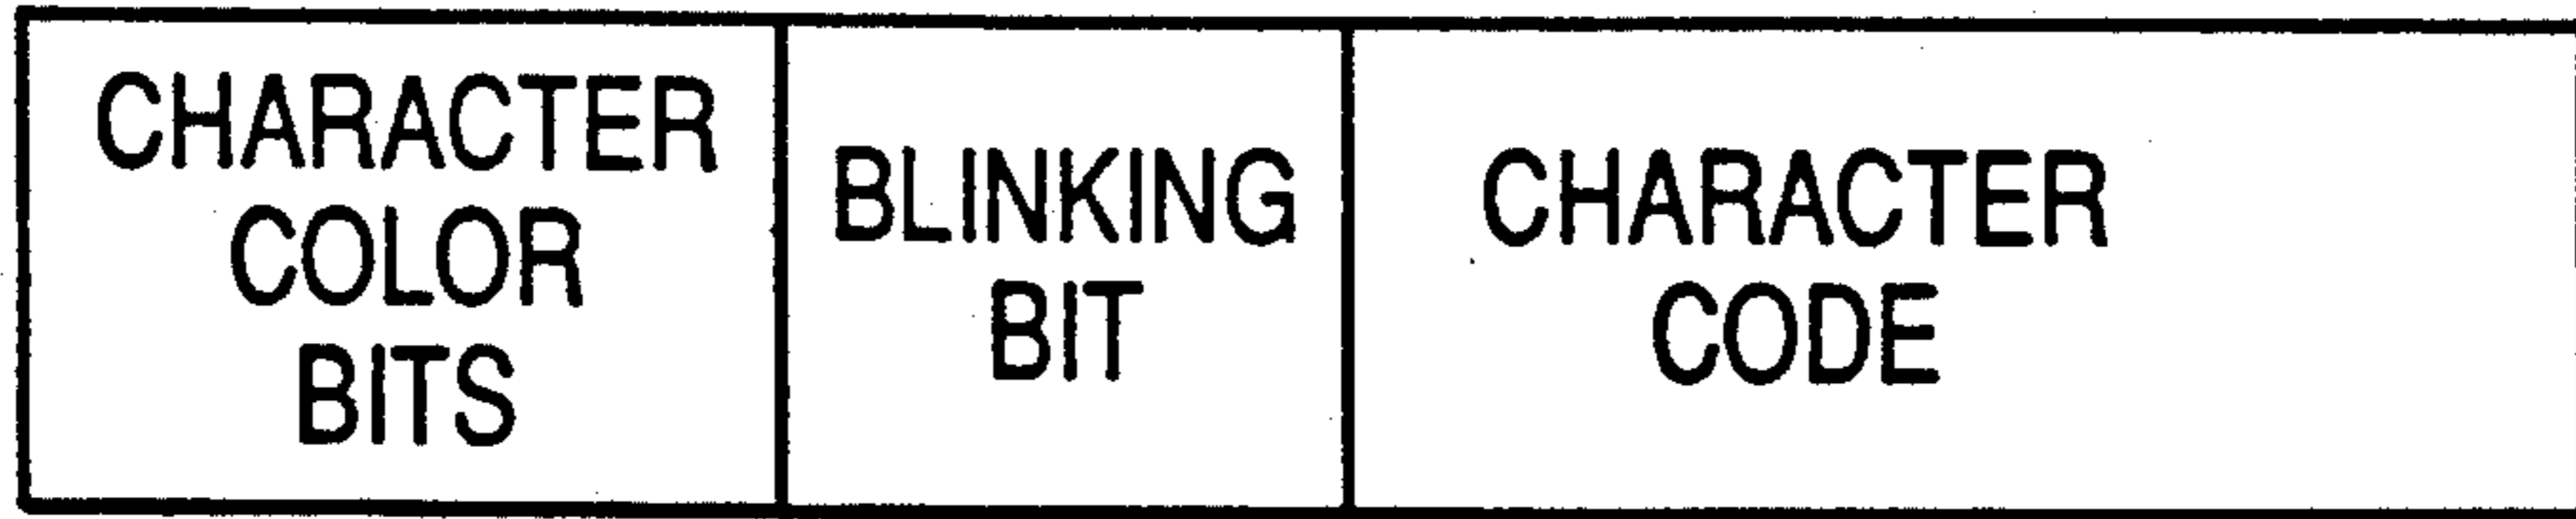 CHARACTER
COLOR
BITS
BLINKING
BIT
CHARACTER
CODE